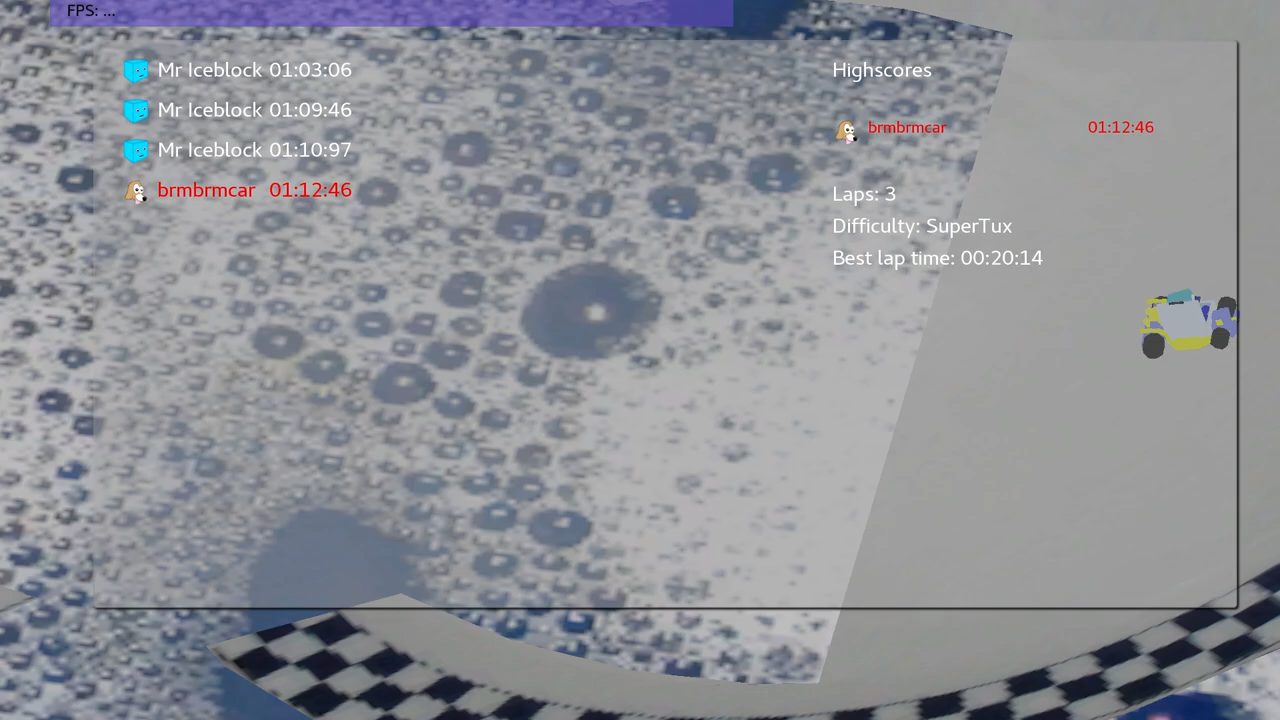 FPS: ...
Mr Iceblock 01:03:06
Mr Iceblock 01:09:46
Mr Iceblock 01:10:97
brmbrmcar 01:12:46
Highscores
brmbrmcar 01:12:46
Laps: 3
Difficulty: SuperTux
Best lap time: 00:20:14